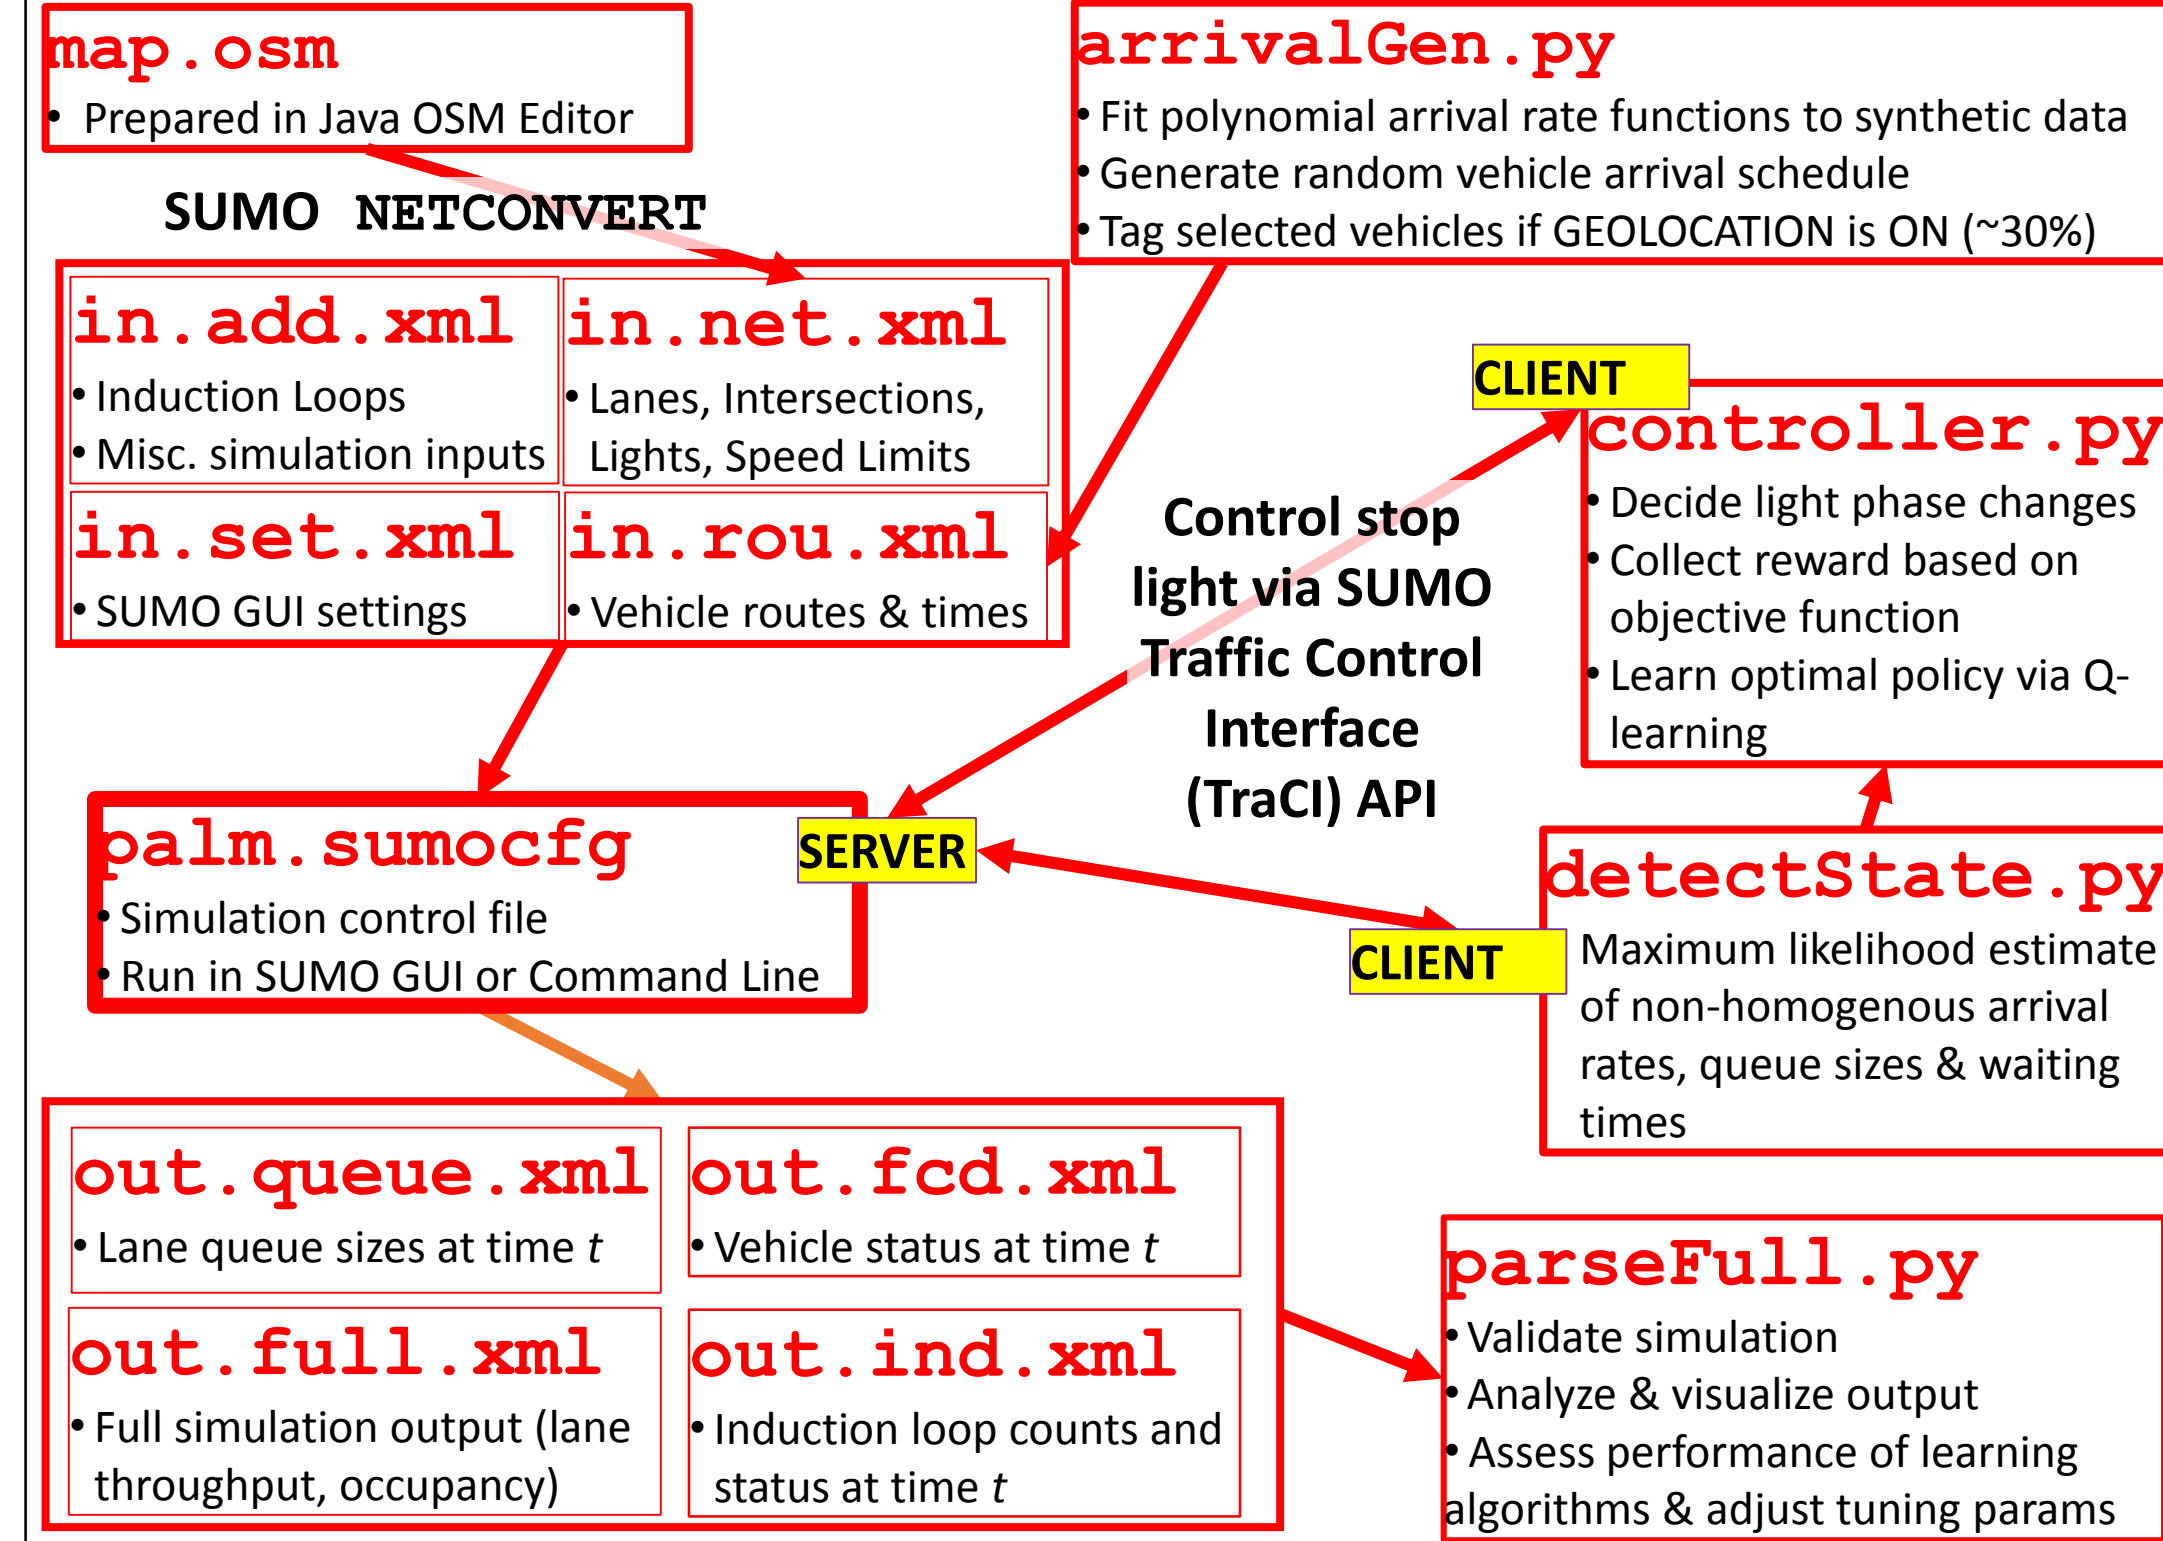 map.osm
• Prepared in Java OSM Editor
SUMO NETCONVERT
arrivalGen.py
• Fit polynomial arrival rate functions to synthetic data
• Generate random vehicle arrival schedule
• Tag selected vehicles if GEOLOCATION is ON (~30%)
in.add.xml
• Induction Loops
• Misc. simulation inputs
in.net.xml
• Lanes, Intersections,
Lights, Speed Limits
in.set.xml
• SUMO GUI settings
in.rou.xml
• Vehicle routes & times
CLIENT
controller.py
• Decide light phase changes
• Collect reward based on
objective function
• Learn optimal policy via Q-
learning
Control stop
light via SUMO
Traffic Control
Interface
(TraCI) API
palm.sumocfg
• Simulation control file
• Run in SUMO GUI or Command Line
SERVER
CLIENT
detectState.py
Maximum likelihood estimate
of non-homogenous arrival
rates, queue sizes & waiting
times
out.queue.xml
• Lane queue sizes at time t
out.fcd.xml
• Vehicle status at time t
out.full.xml
• Full simulation output (lane
throughput, occupancy)
out.ind.xml
• Induction loop counts and
status at time t
parseFull.py
• Validate simulation
• Analyze & visualize output
• Assess performance of learning
algorithms & adjust tuning params